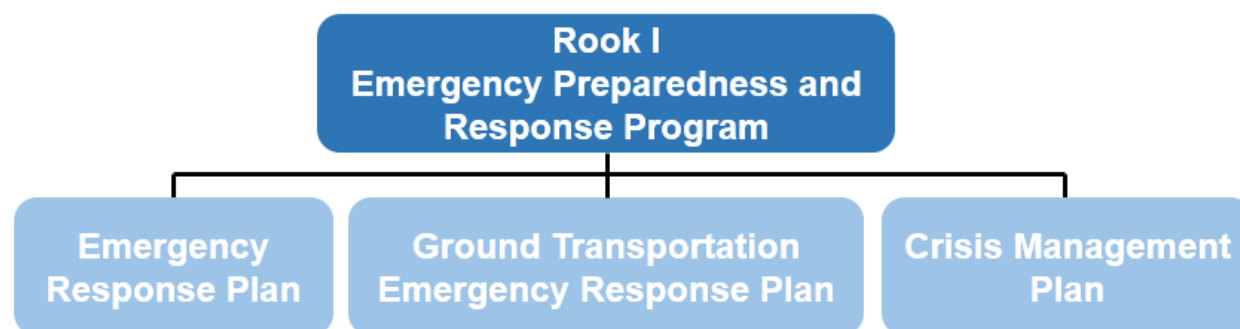 Rook I
Emergency Preparedness and
Response Program
Emergency
Response Plan
Ground Transportation
Emergency Response Plan
Crisis Management
Plan